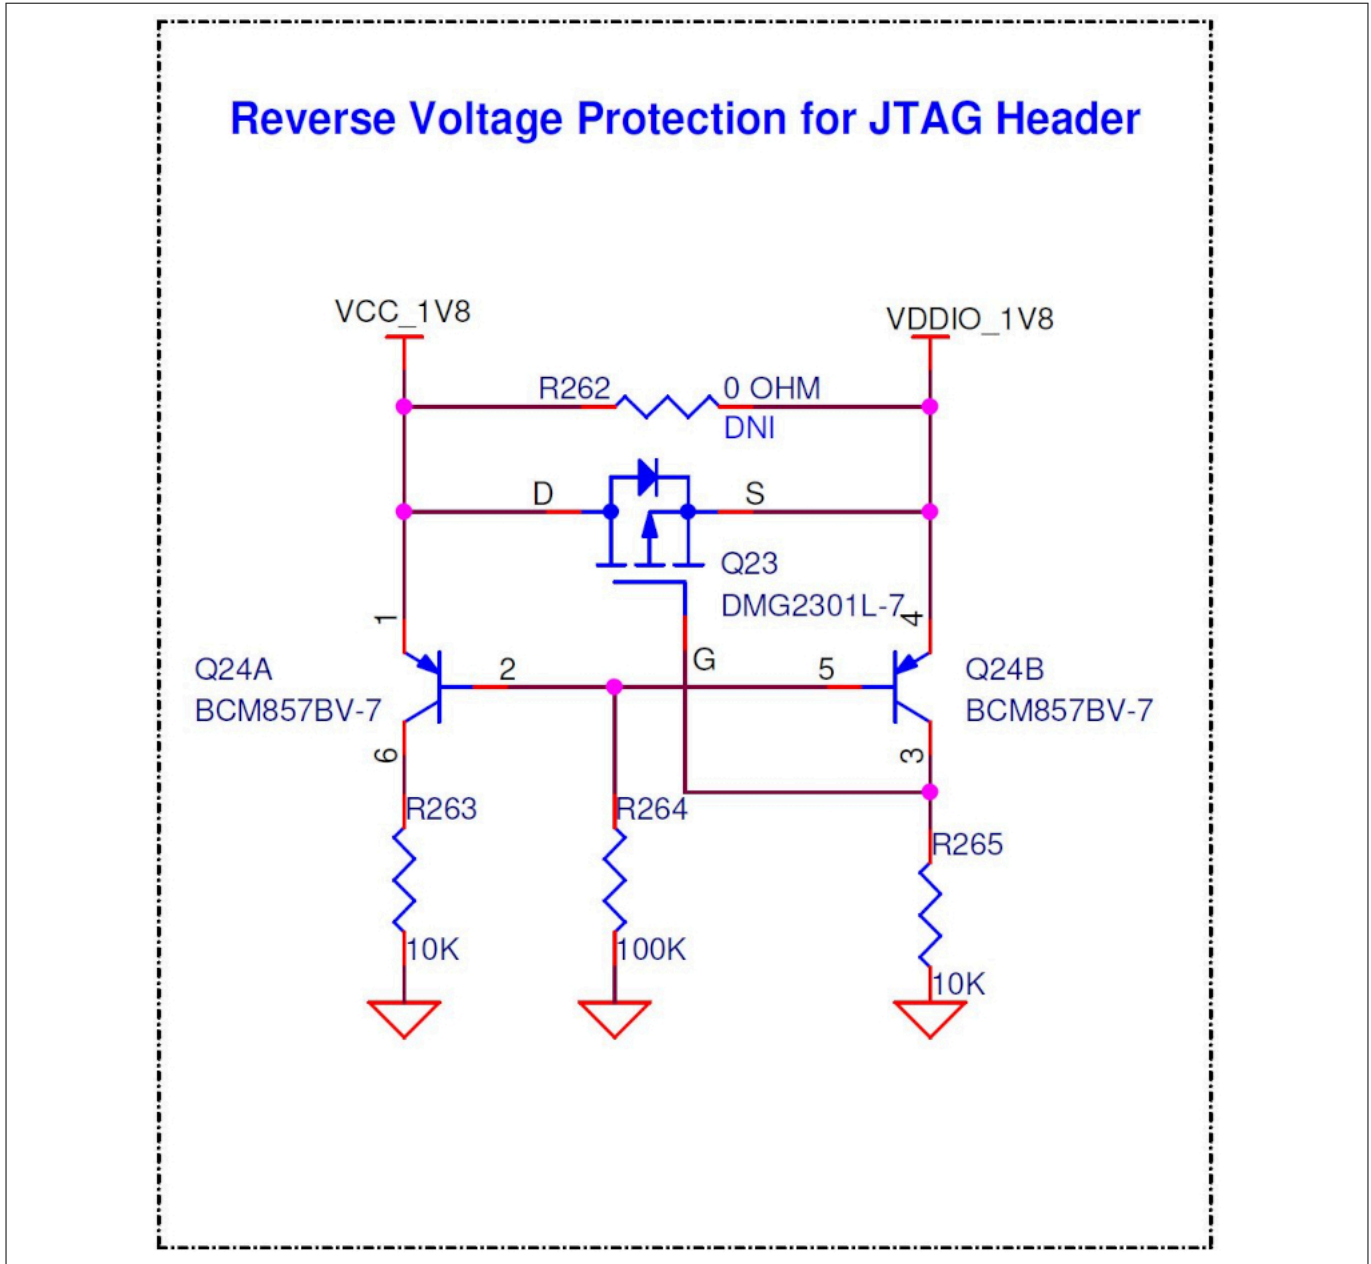 Reverse Voltage Protection for JTAG Header
VCC_1V8
VDDIO_1V8
R262
0 OHM
DNI
D
S
Q23
DMG2301L-7
1
4
G
Q24A
BCM857BV-7
2
5
Q24B
BCM857BV-7
6
3
R263
R264
R265
10K
100K
10K